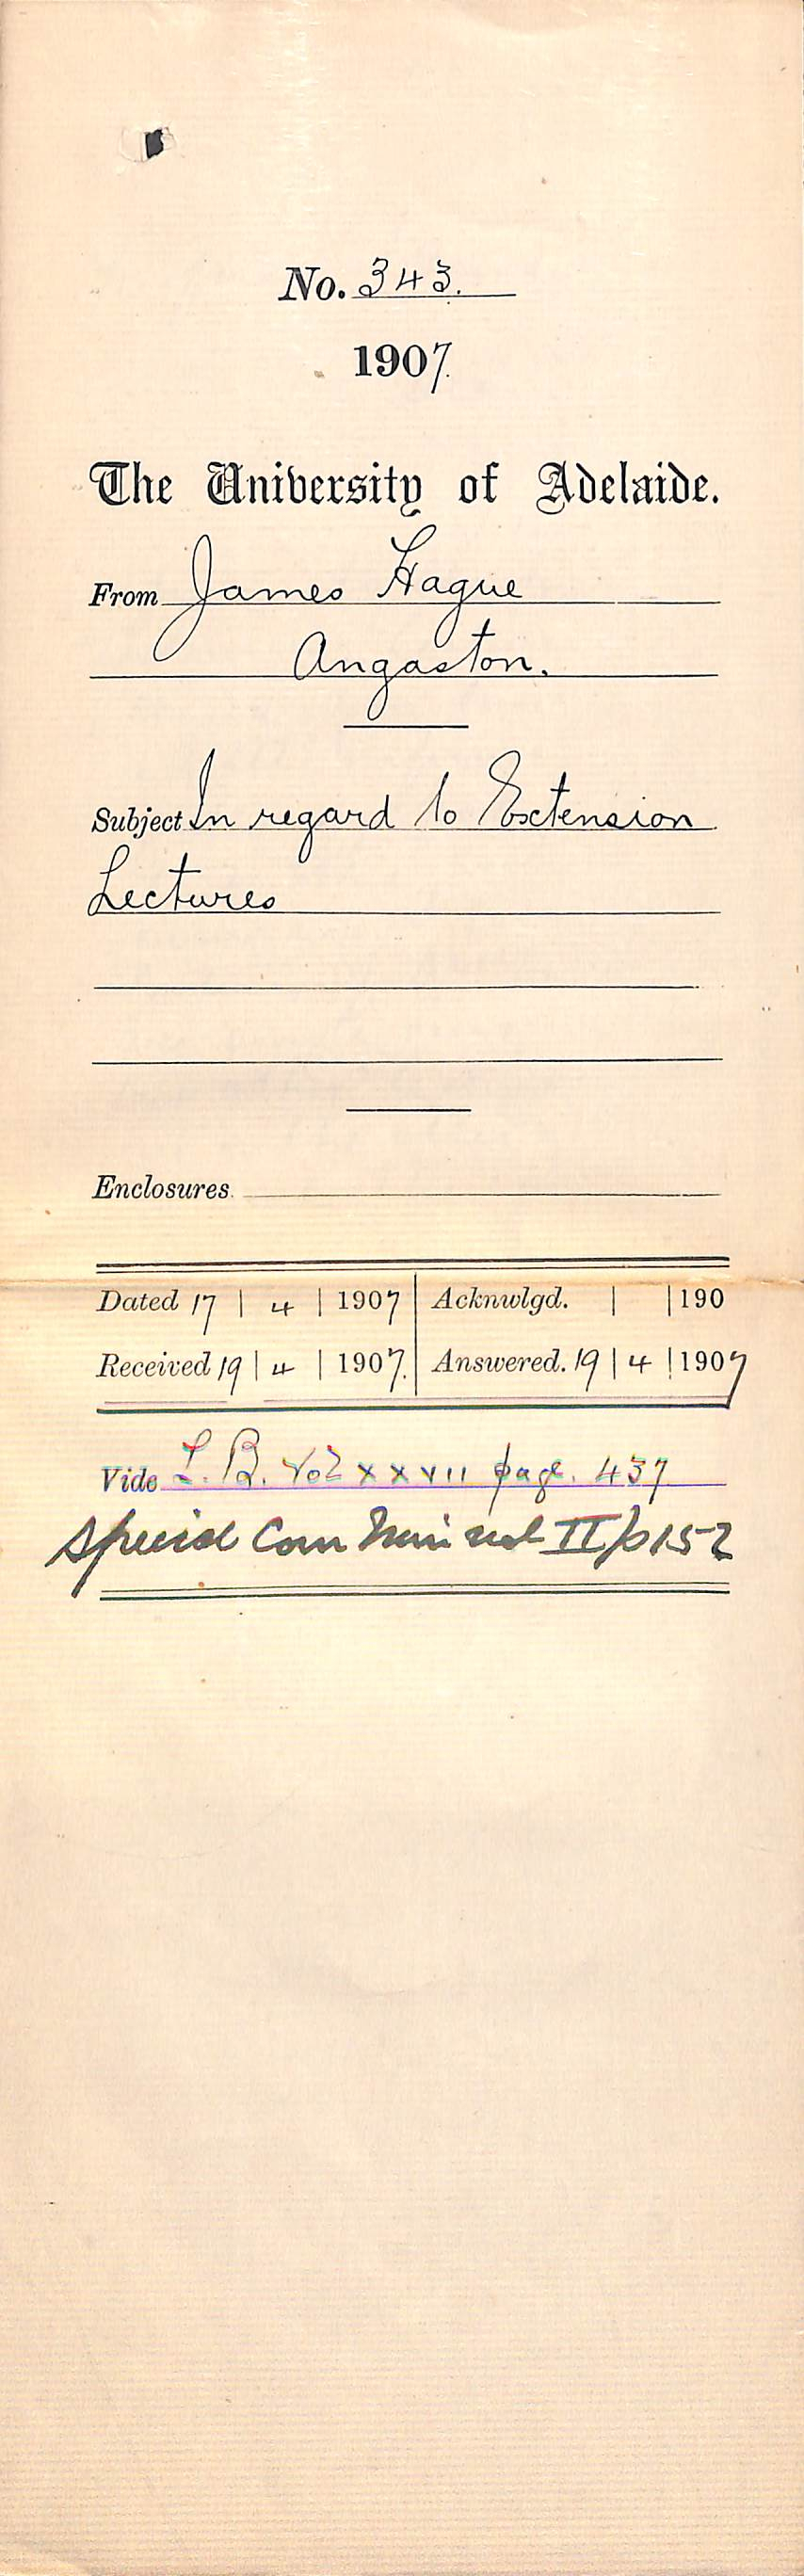 No. 343.
1907.
The University of Adelaide.
From James Hague
Angaston.
Subject In regard to Extension
Lectures
Enclosures
Dated 17 | 4 | 1907 | Acknwlgd. | | 190
Received 19 | 4 | 1907. | Answered. 19 | 4 | 1907
Vide L. B. Vol xxvii page. 437
Special Com Min vol II/p152